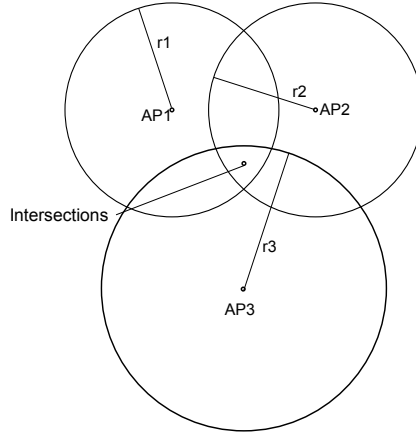 r1
r2
AP1
AP2
Intersections
r3
AP3